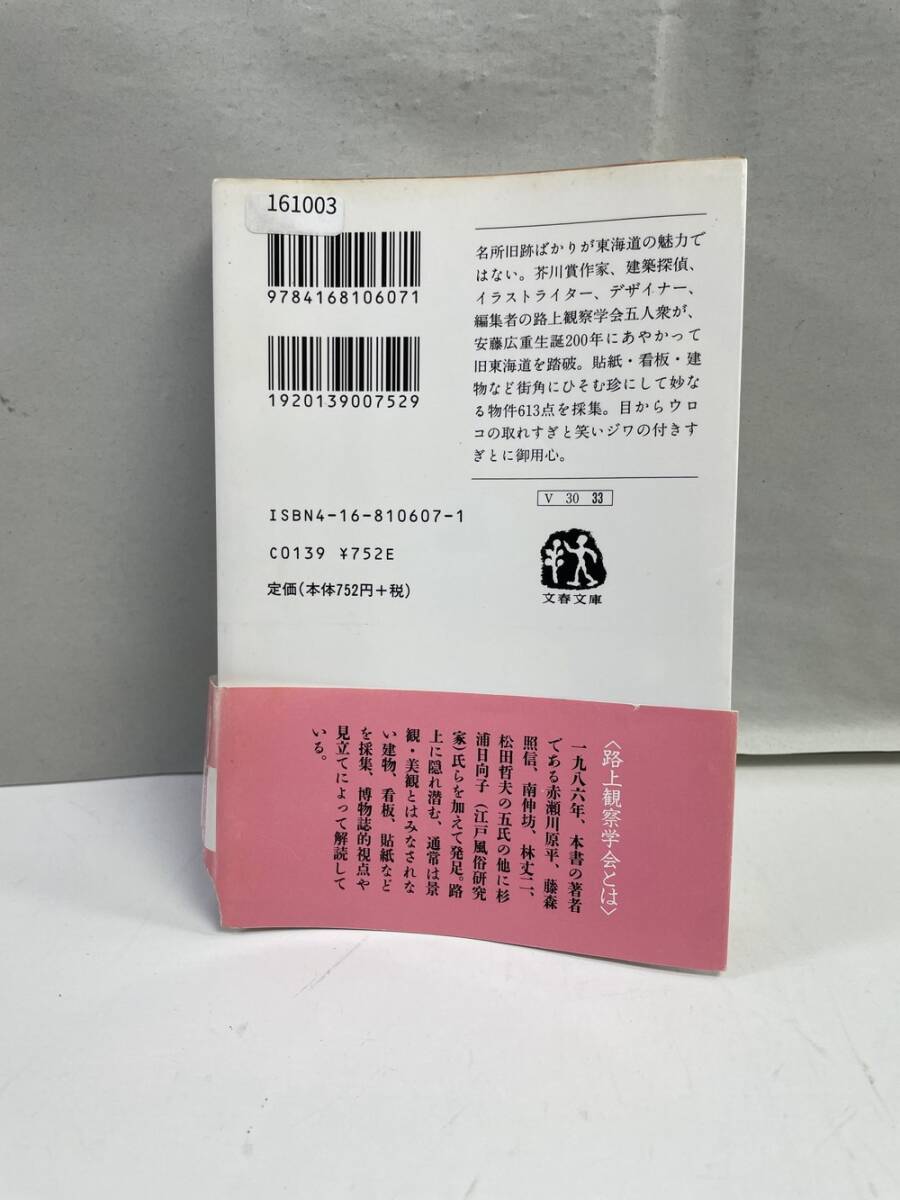 161003
9784168106071
1920139007529
ISBN4-16-810607-1
C0139 ¥752E
定価(本体752円+税)
名所旧跡ばかりが東海道の魅力で
はない。芥川賞作家、建築探偵、
イラストライター、デザイナー、
編集者の路上観察学会五人衆が、
安藤広重生誕200年にあやかって
旧東海道を踏破。貼紙・看板・建
物など街角にひそむ珍にして妙な
る物件613点を採集。目からウロ
コの取れすぎと笑いジワの付きす
ぎとに御用心。
V 30 33
文春文庫
〈路上観察学会とは〉
一九八六年、本書の著者
である赤瀬川原平、藤森
照信、南伸坊、林丈二、
松田哲夫の五氏の他に杉
浦日向子(江戸風俗研究
家)氏らを加えて発足。路
上に隠れ潜む、通常は景
観・美観とはみなされな
い建物、看板、貼紙など
を採集、博物誌的視点や
見立てによって解読して
いる。